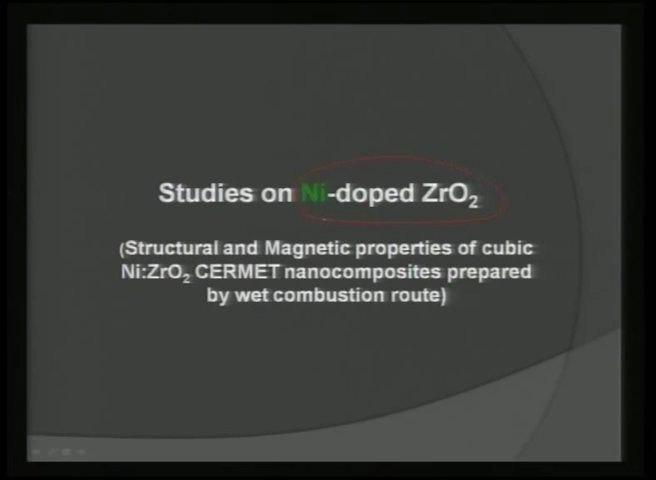 Studies on Ni-doped ZrO₂
(Structural and Magnetic properties of cubic
Ni:ZrO₂ CERMET nanocomposites prepared
by wet combustion route)